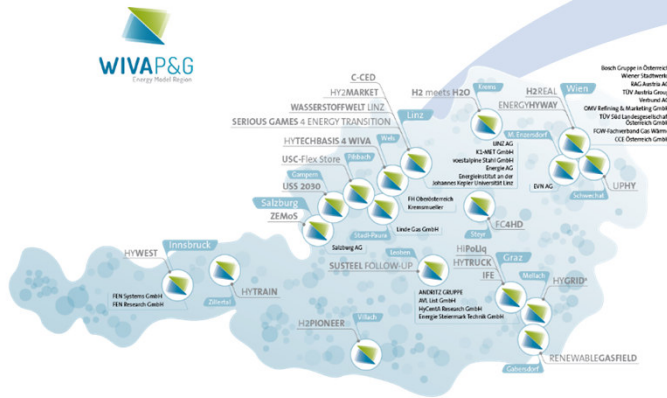 WIVAP&G
Energy Model Region
C-CED
HY2MARKET
WASSERSTOFFWELT LINZ
SERIOUS GAMES 4 ENERGY TRANSITION
Linz
HYTECHBASIS 4 WIVA
Wels
USC-Flex Store
Pilsbach
Gampern
USS 2030
Salzburg
ZEMoS
Salzburg AG
Stadl-Paura
Linde Gas GmbH
FH Oberösterreich
Kremsmueller
H2 meets H2O
Krems
M. Enzersdorf
LINZ AG
K1-MET GmbH
voestalpine Stahl GmbH
Energie AG
Energieinstitut an der
Johannes Kepler Universität Linz
H2REAL
ENERGYHYWAY
Wien
Bosch Gruppe in Österreich
Wiener Stadtwerke
RAG Austria AG
TÜV Austria Group
Verbund AG
OMV Refining & Marketing GmbH
TÜV Süd Landesgesellschaft
Österreich GmbH
FGW-Fachverband Gas Wärme
CCE Österreich GmbH
EVN AG
Schwechat
UPHY
FC4HD
Steyr
HYWEST
Innsbruck
FEN Systems GmbH
FEN Research GmbH
Zillertal
HYTRAIN
SUSTEEL FOLLOW-UP
Leoben
ANDRITZ GRUPPE
AVL List GmbH
HyCentA Research GmbH
Energie Steiermark Technik GmbH
HIPoLiq
HYTRUCK
IFE
Graz
Mellach
HYGRID²
H2PIONEER
Villach
RENEWABLEGASFIELD
Gabersdorf